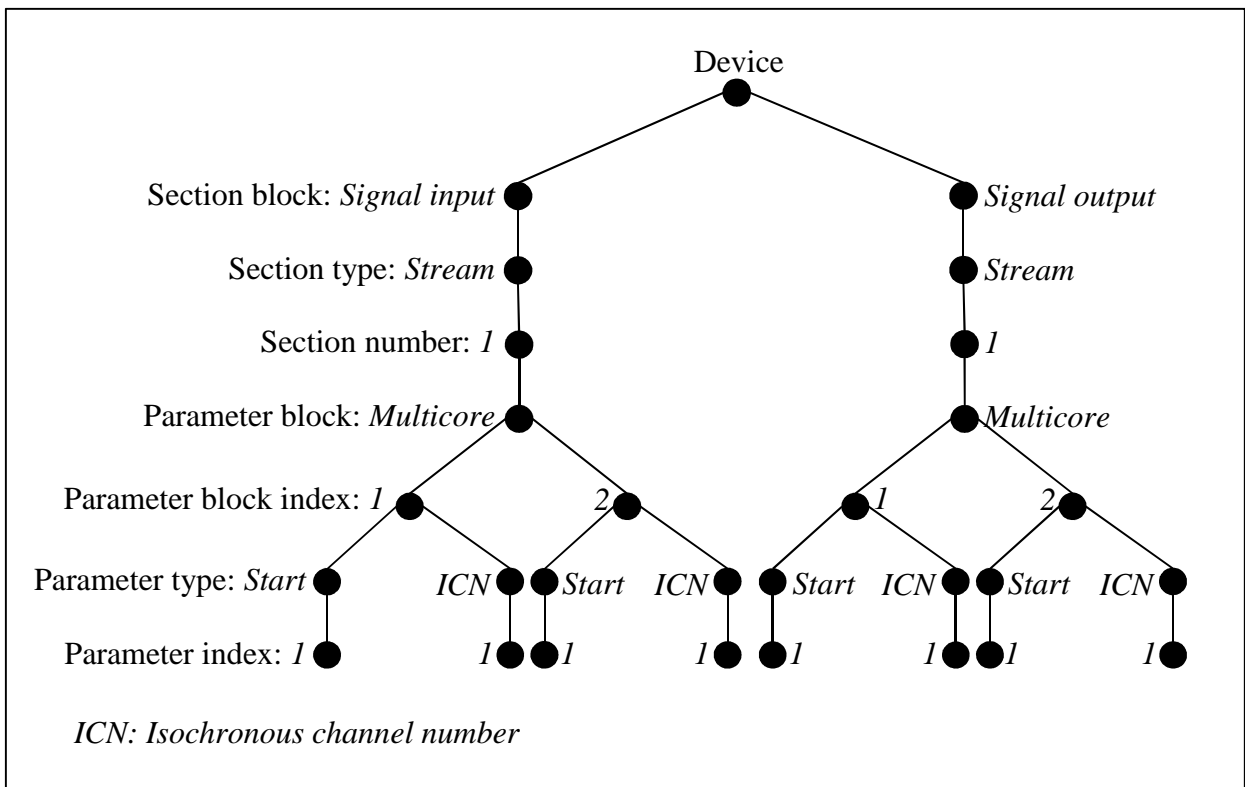 Device
Section block: Signal input Signal output
Section type: Stream Stream
Section number: 1 1
Parameter block: Multicore Multicore
Parameter block index: 1 2 1 2
Parameter type: Start ICN Start ICN Start ICN Start ICN
Parameter index: 1 1 1 1 1 1 1 1
ICN: Isochronous channel number